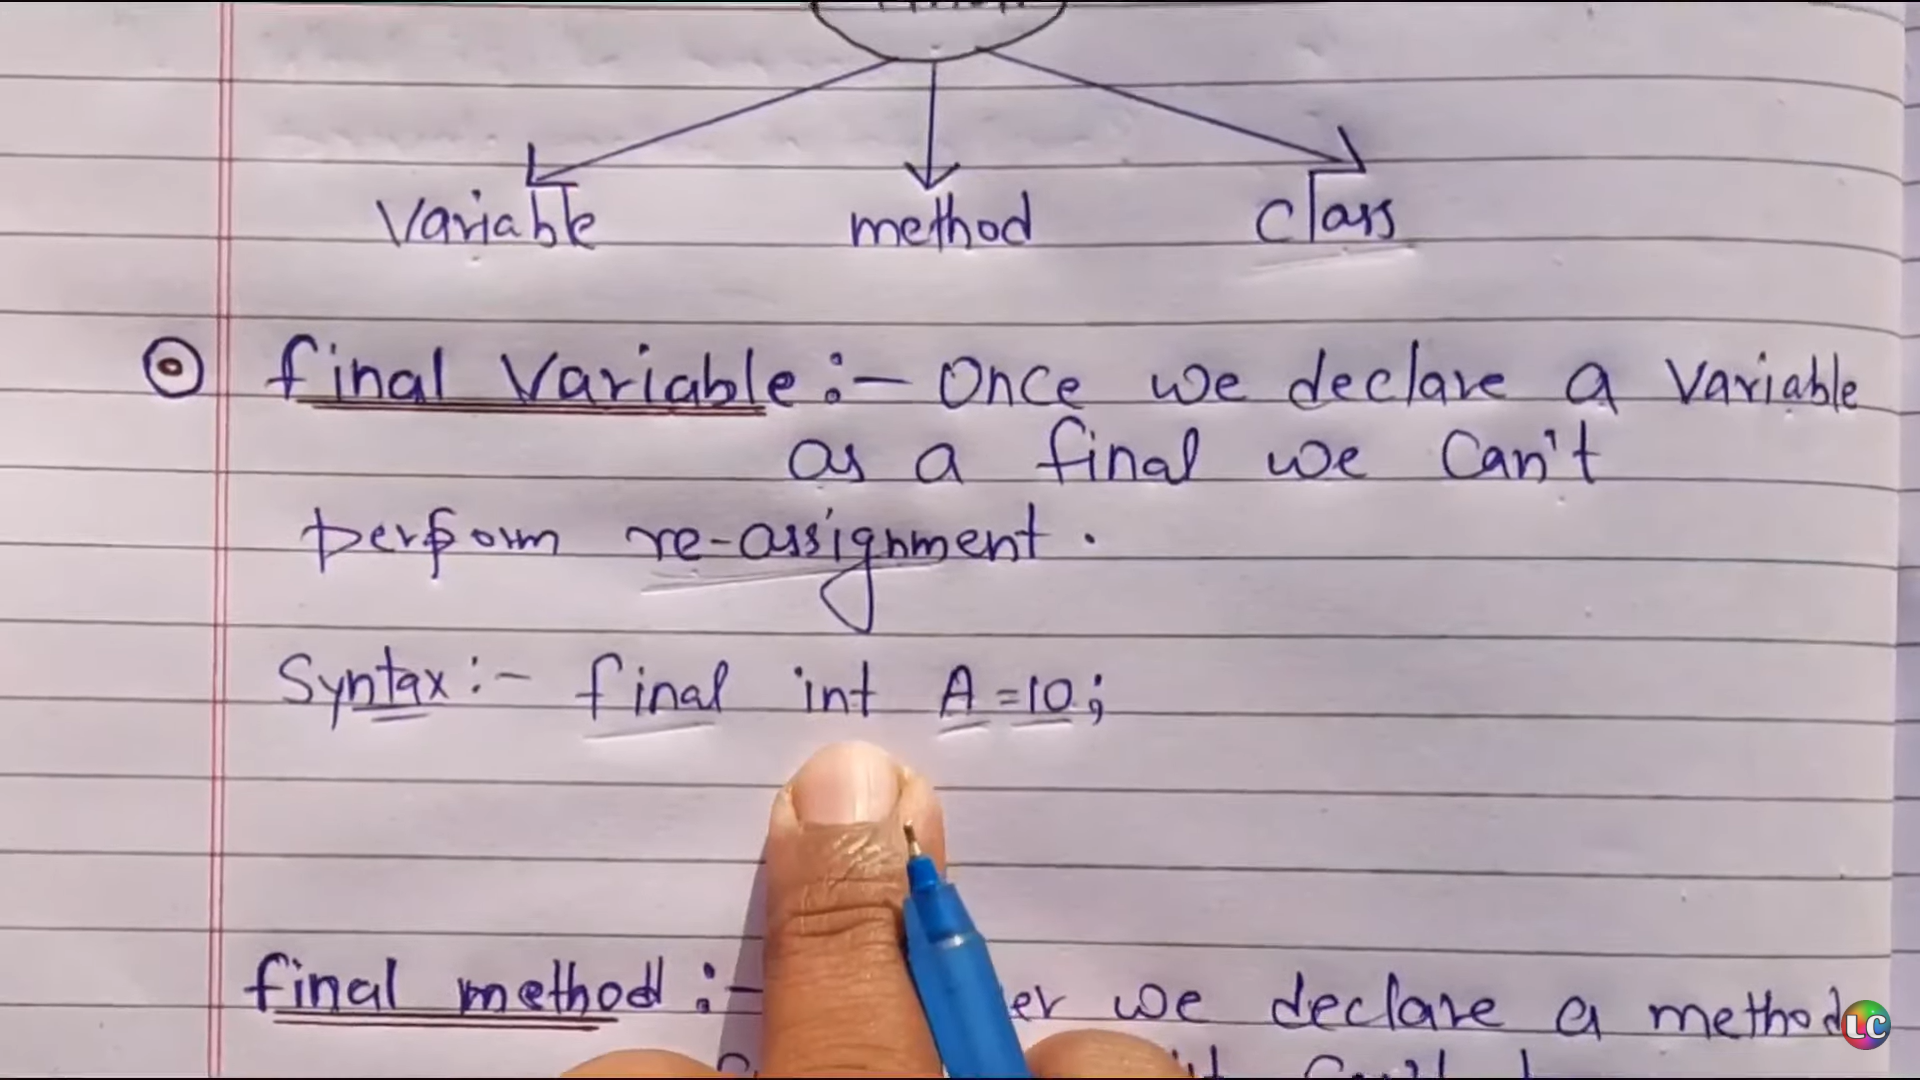 Variable method Class
final Variable :- Once we declare a Variable
as a final we Can't
perform re-assignment.
Syntax :- final int A = 10;
final method :- er we declare a method
LC